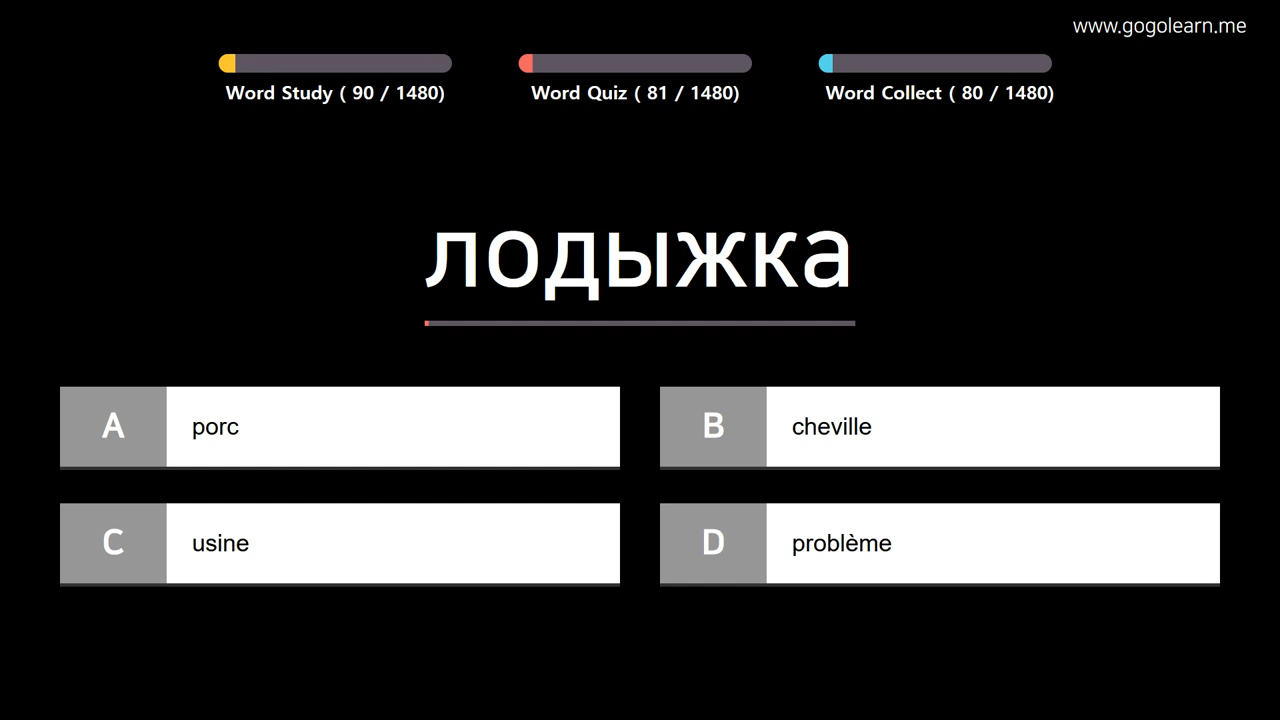 www.gogolearn.me
Word Study ( 90 / 1480)
Word Quiz ( 81 / 1480)
Word Collect ( 80 / 1480)
лодыжка
A porc
B cheville
C usine
D problème